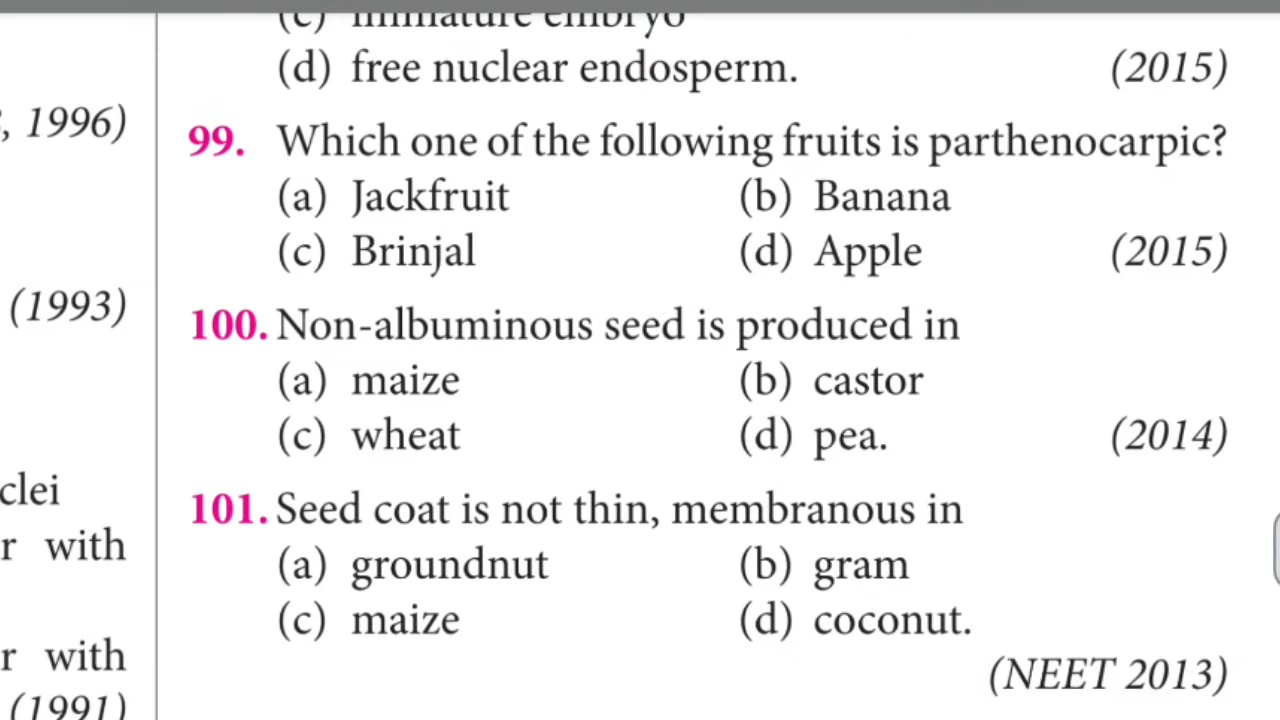 (c) immature embryo
(d) free nuclear endosperm. (2015)
, 1996)
99. Which one of the following fruits is parthenocarpic?
(a) Jackfruit (b) Banana
(c) Brinjal (d) Apple (2015)
(1993)
100. Non-albuminous seed is produced in
(a) maize (b) castor
(c) wheat (d) pea. (2014)
clei
101. Seed coat is not thin, membranous in
r with
(a) groundnut (b) gram
(c) maize (d) coconut.
r with
(NEET 2013)
(1991)